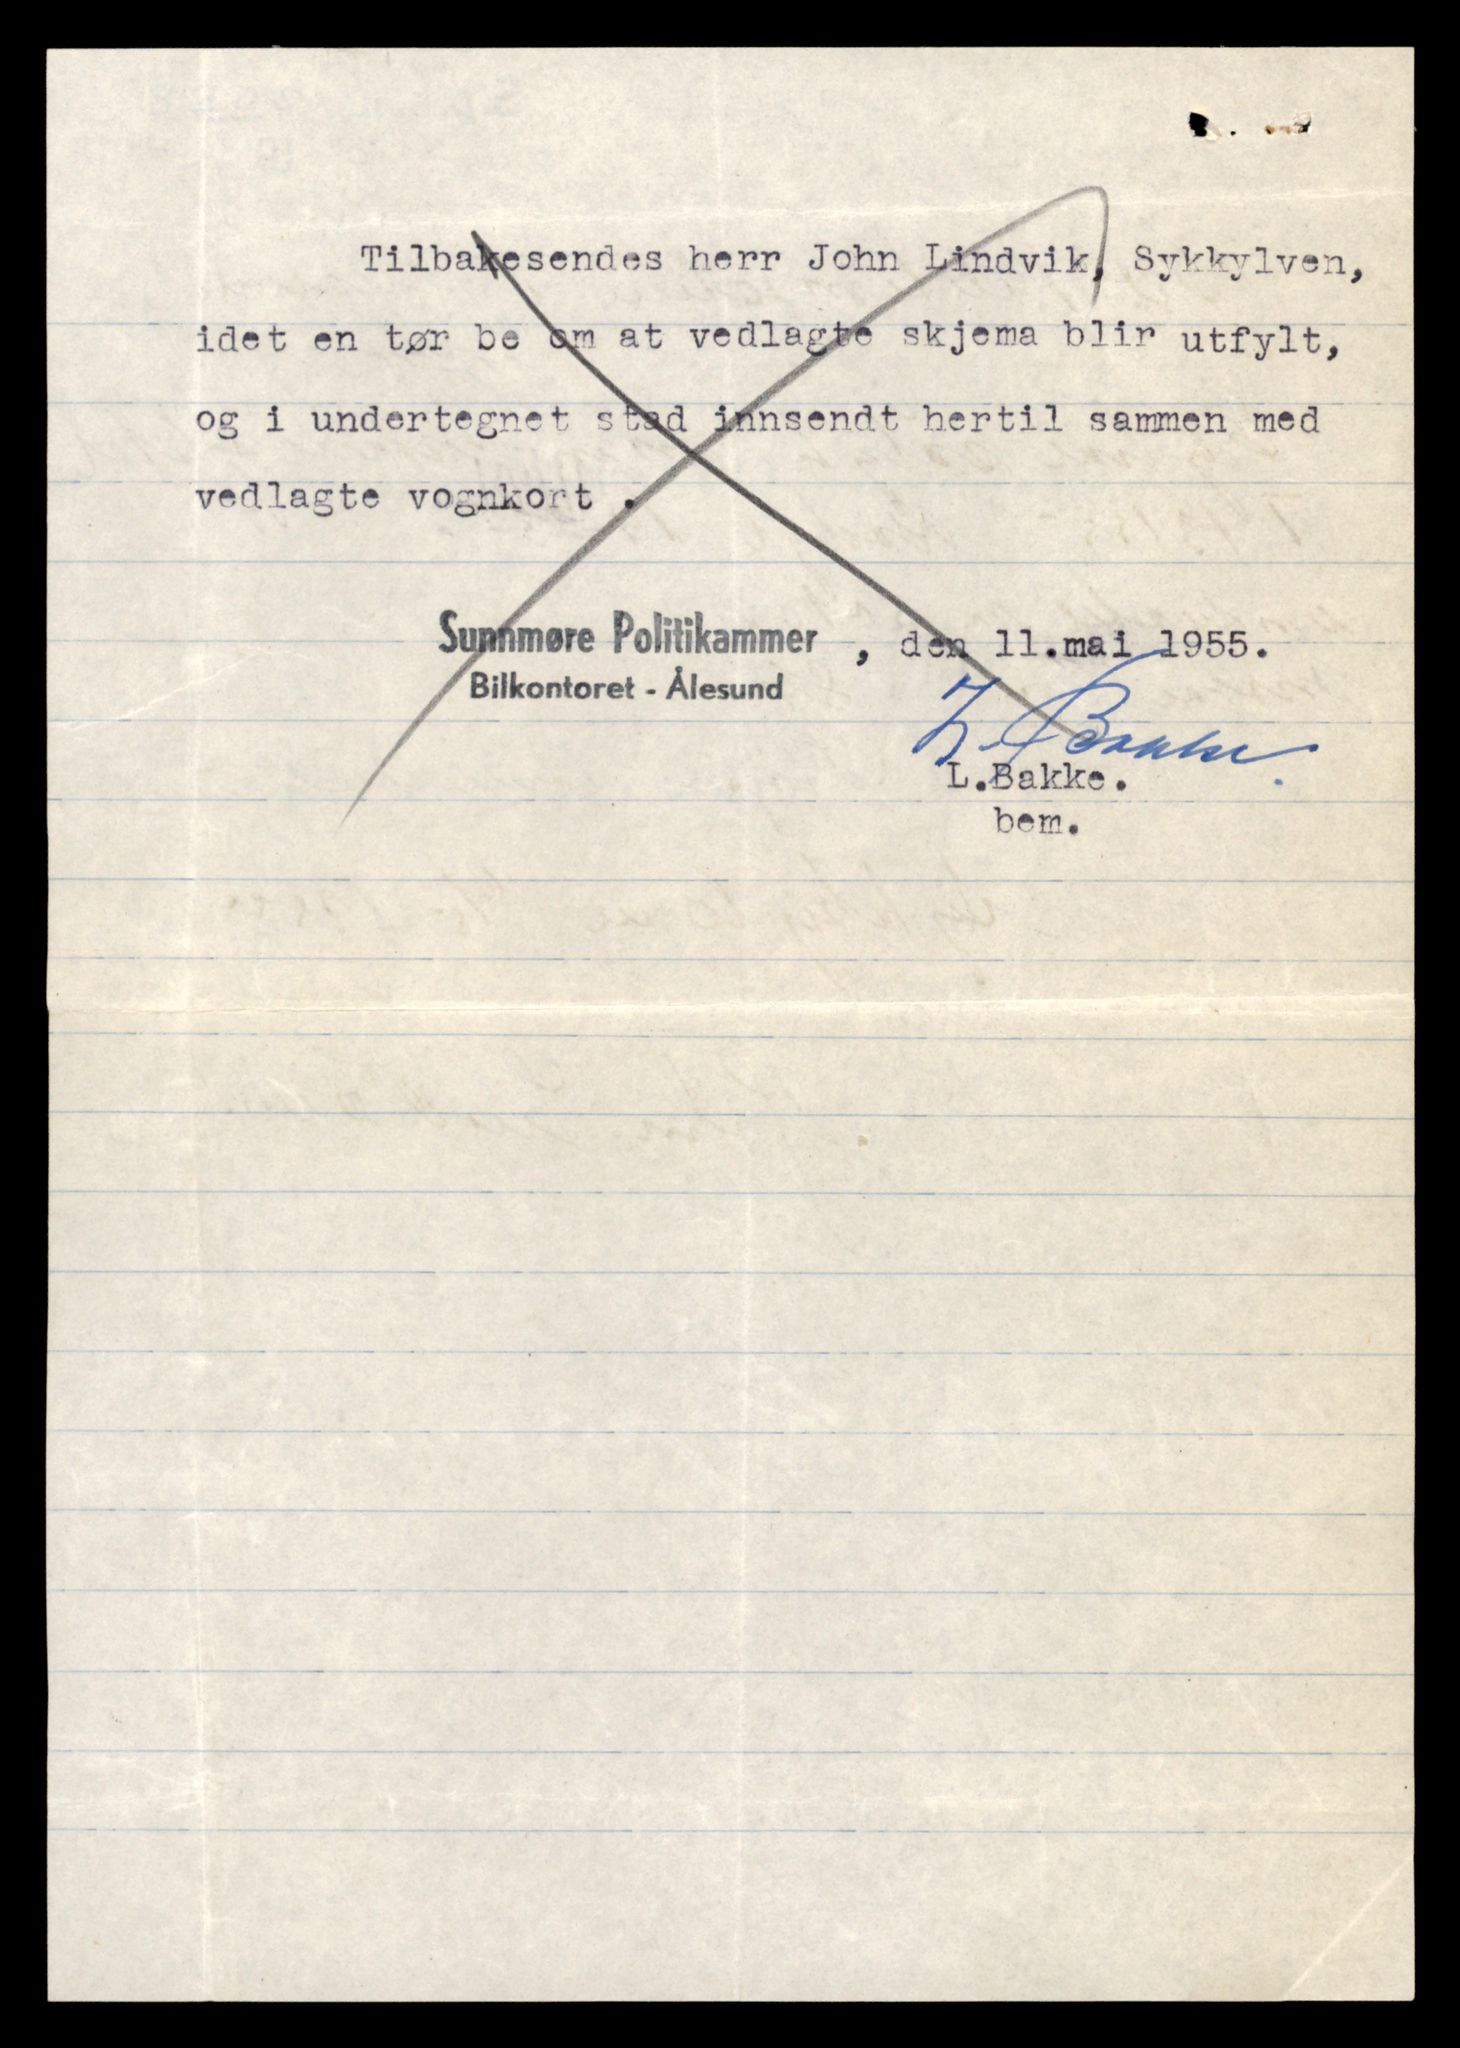 Tilbakesendes herr John Lindvik, Sykkylven,
idet en tør be om at vedlagte skjema blir utfylt,
og i undertegnet stad innsendt hertil sammen med
vedlagte vognkort .
Sunnmøre Politikammer , den 11.mai 1955.
Bilkontoret - Ålesund
L. Bakke.
L.Bakke.
bem.